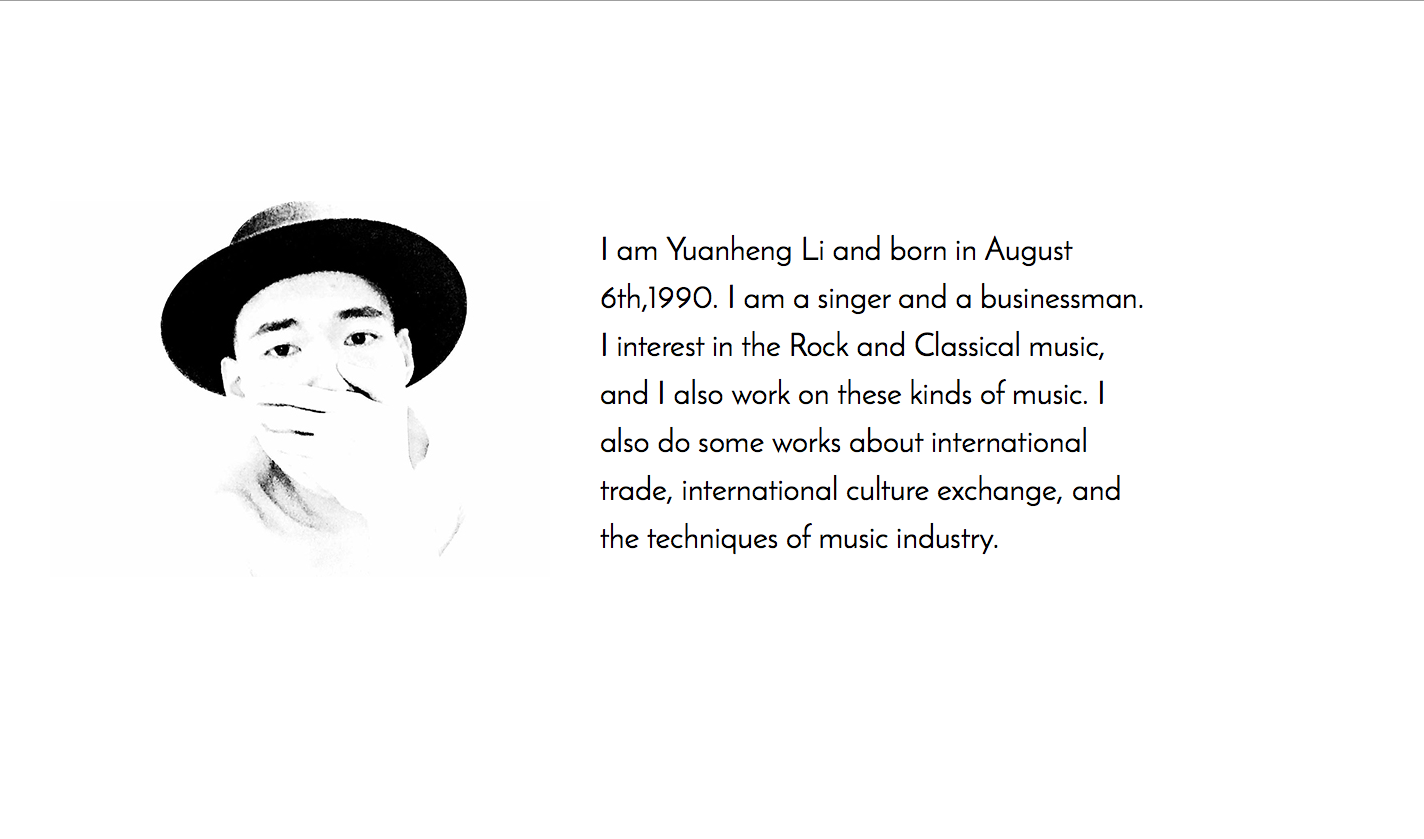 I am Yuanheng Li and born in August
6th,1990. I am a singer and a businessman.
I interest in the Rock and Classical music,
and I also work on these kinds of music. I
also do some works about international
trade, international culture exchange, and
the techniques of music industry.